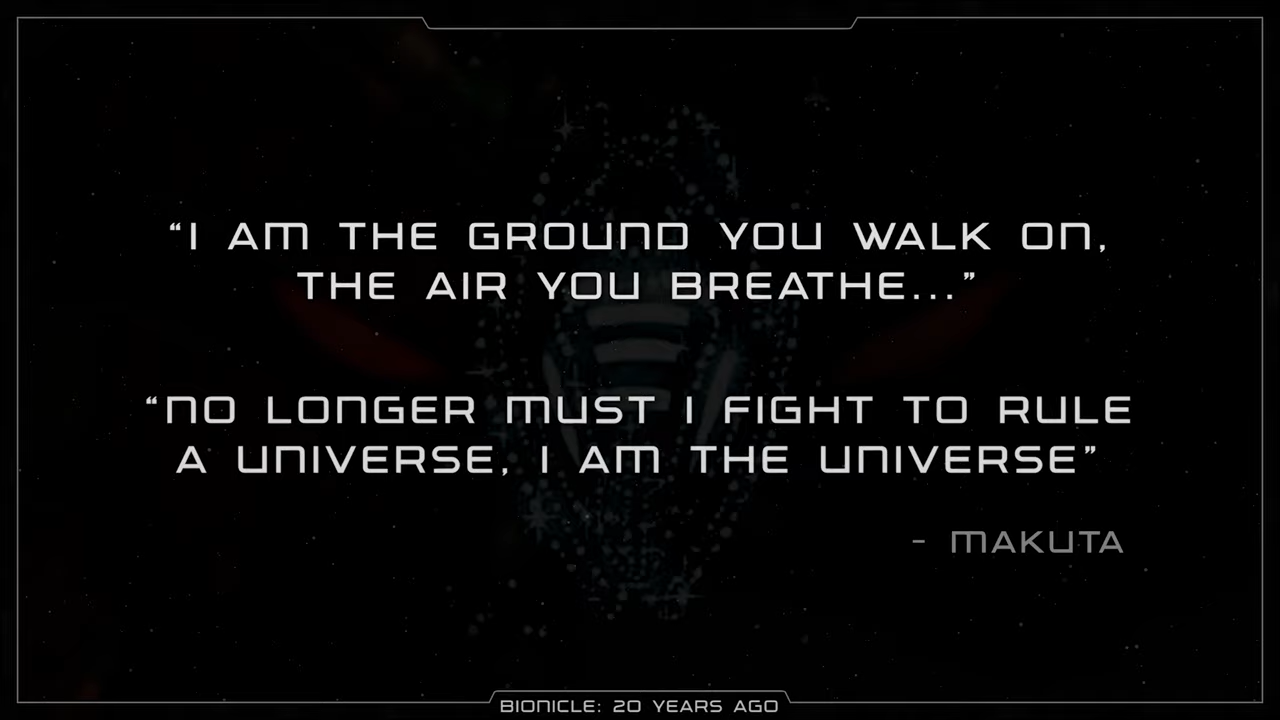 “I AM THE GROUND YOU WALK ON,
THE AIR YOU BREATHE...”
“NO LONGER MUST I FIGHT TO RULE
A UNIVERSE, I AM THE UNIVERSE”
- MAKUTA
BIONICLE: 20 YEARS AGO